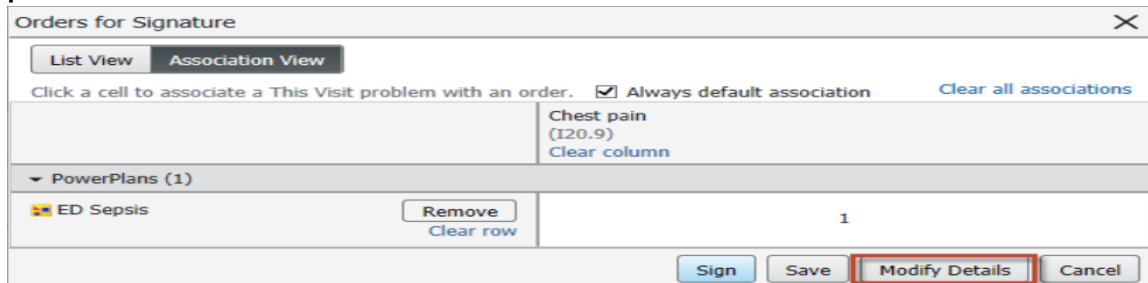 Orders for Signature
List View Association View
Click a cell to associate a This Visit problem with an order. Always default association Clear all associations
Chest pain
(I20.9)
Clear column
PowerPlans (1)
ED Sepsis Remove 1
Clear row
Sign Save Modify Details Cancel